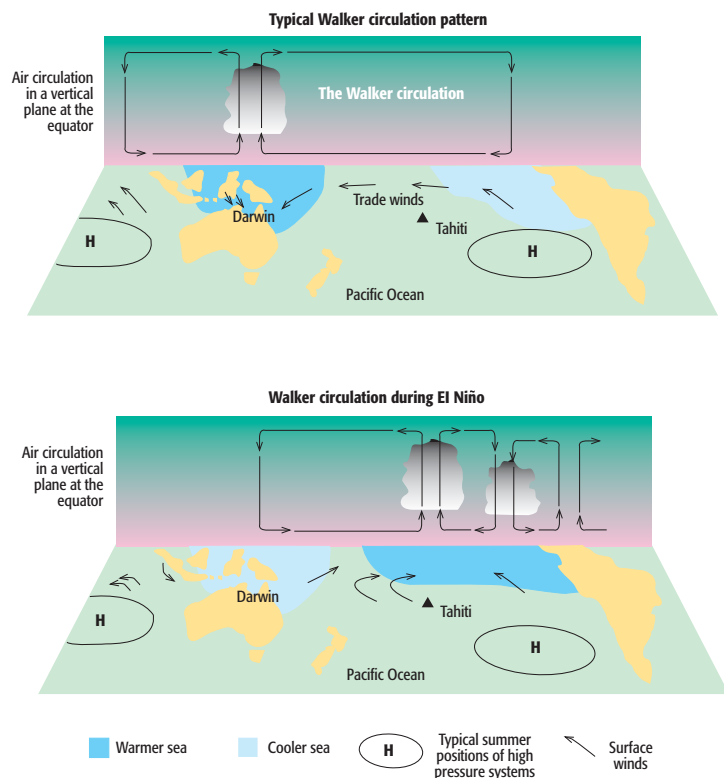 Typical Walker circulation pattern
Air circulation
in a vertical
plane at the
equator
The Walker circulation
Darwin
Trade winds
Tahiti
H
H
Pacific Ocean
Walker circulation during El Niño
Air circulation
in a vertical
plane at the
equator
Darwin
Tahiti
H
H
Pacific Ocean
Warmer sea
Cooler sea
H
Typical summer
positions of high
pressure systems
Surface
winds